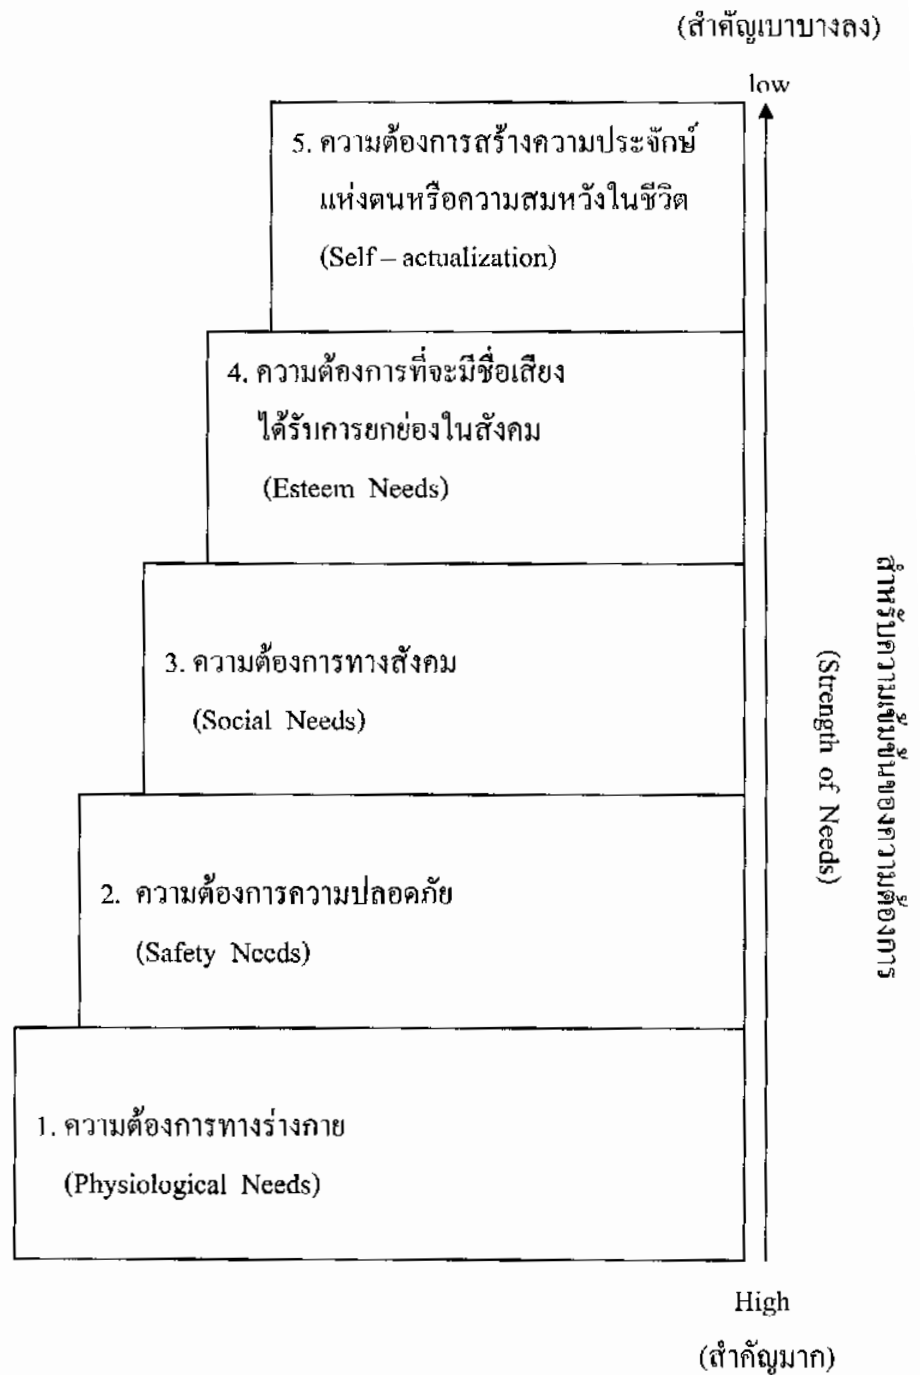 (สำคัญเบาบางลง)
low
5. ความต้องการสร้างความประจักษ์
แห่งตนหรือความสมหวังในชีวิต
(Self – actualization)
4. ความต้องการที่จะมีชื่อเสียง
ได้รับการยกย่องในสังคม
(Esteem Needs)
3. ความต้องการทางสังคม
(Social Needs)
2. ความต้องการความปลอดภัย
(Safety Needs)
1. ความต้องการทางร่างกาย
(Physiological Needs)
สำหรับความเข้มข้นของความต้องการ
(Strength of Needs)
High
(สำคัญมาก)